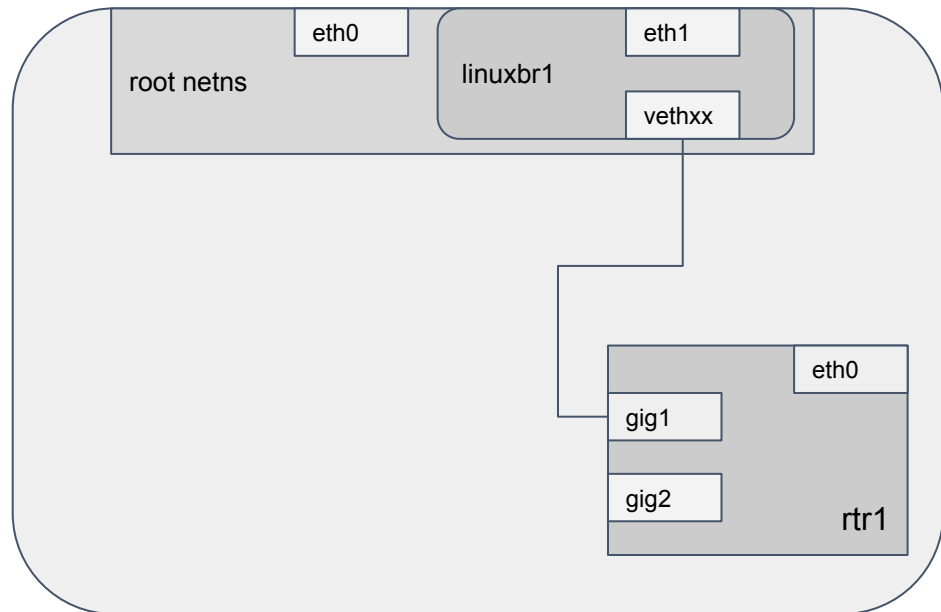 eth0
eth1
root netns
linuxbr1
vethxx
eth0
gig1
gig2
rtr1